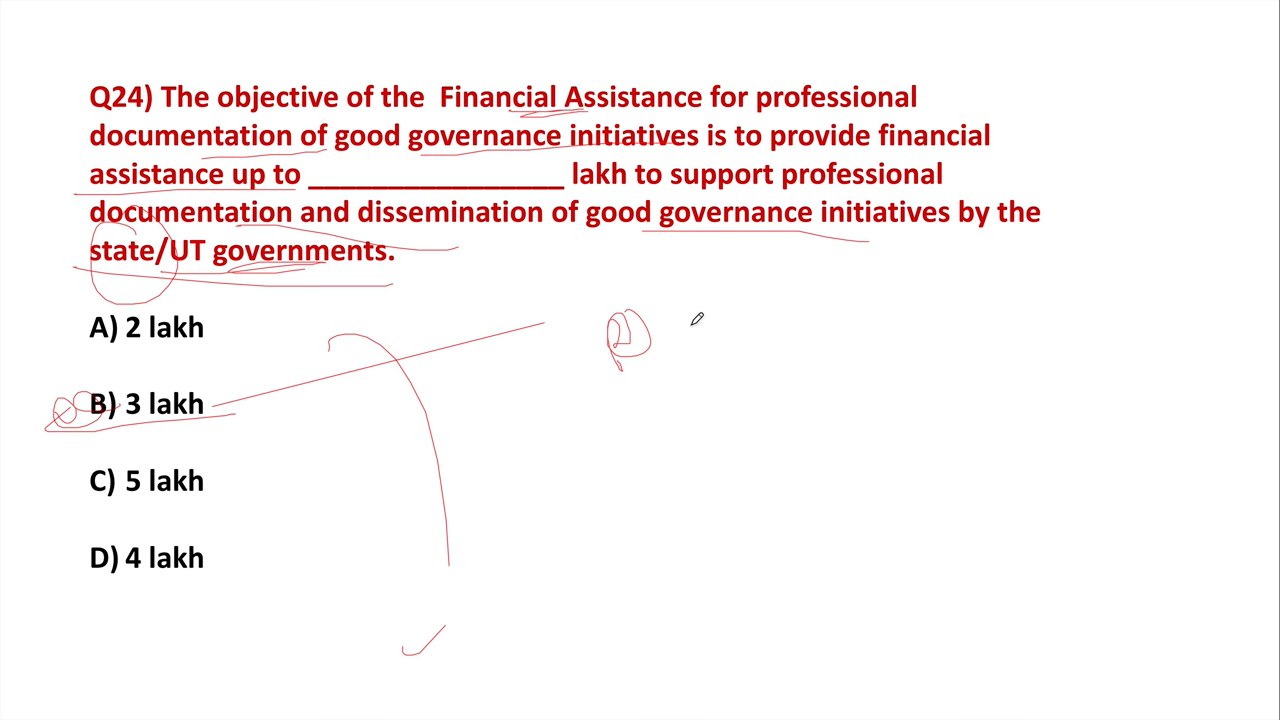 Q24) The objective of the Financial Assistance for professional
documentation of good governance initiatives is to provide financial
assistance up to ________________ lakh to support professional
documentation and dissemination of good governance initiatives by the
state/UT governments.
A) 2 lakh
B) 3 lakh
C) 5 lakh
D) 4 lakh